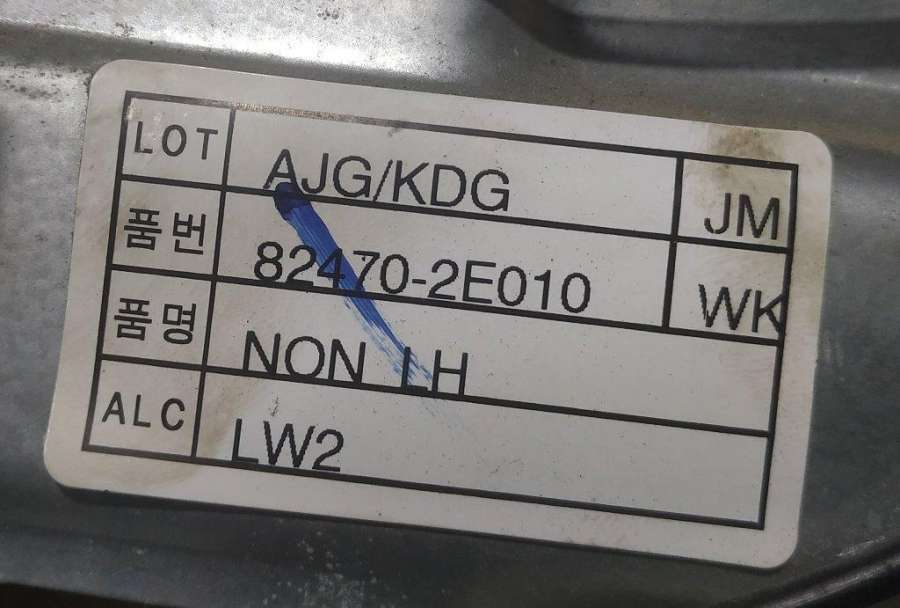 LOT AJG/KDG JM
품번 82470-2E010 WK
품명 NON LH
ALC LW2